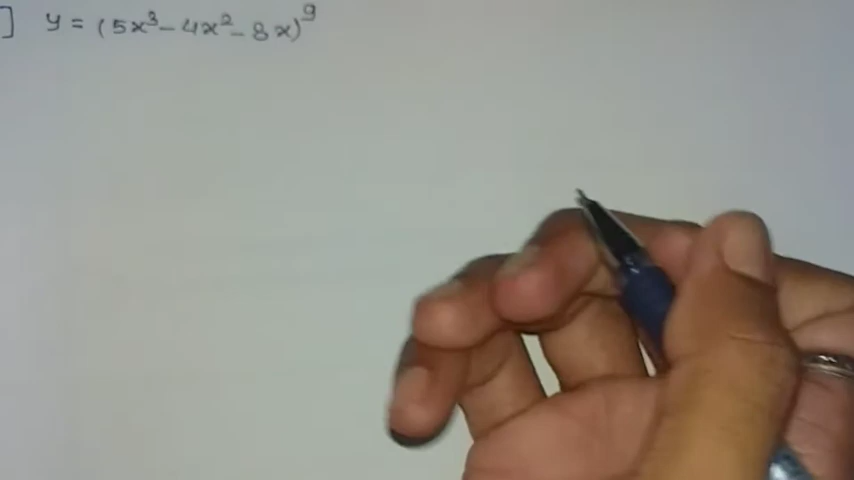 ] y = (5x³ - 4x² - 8x)⁹